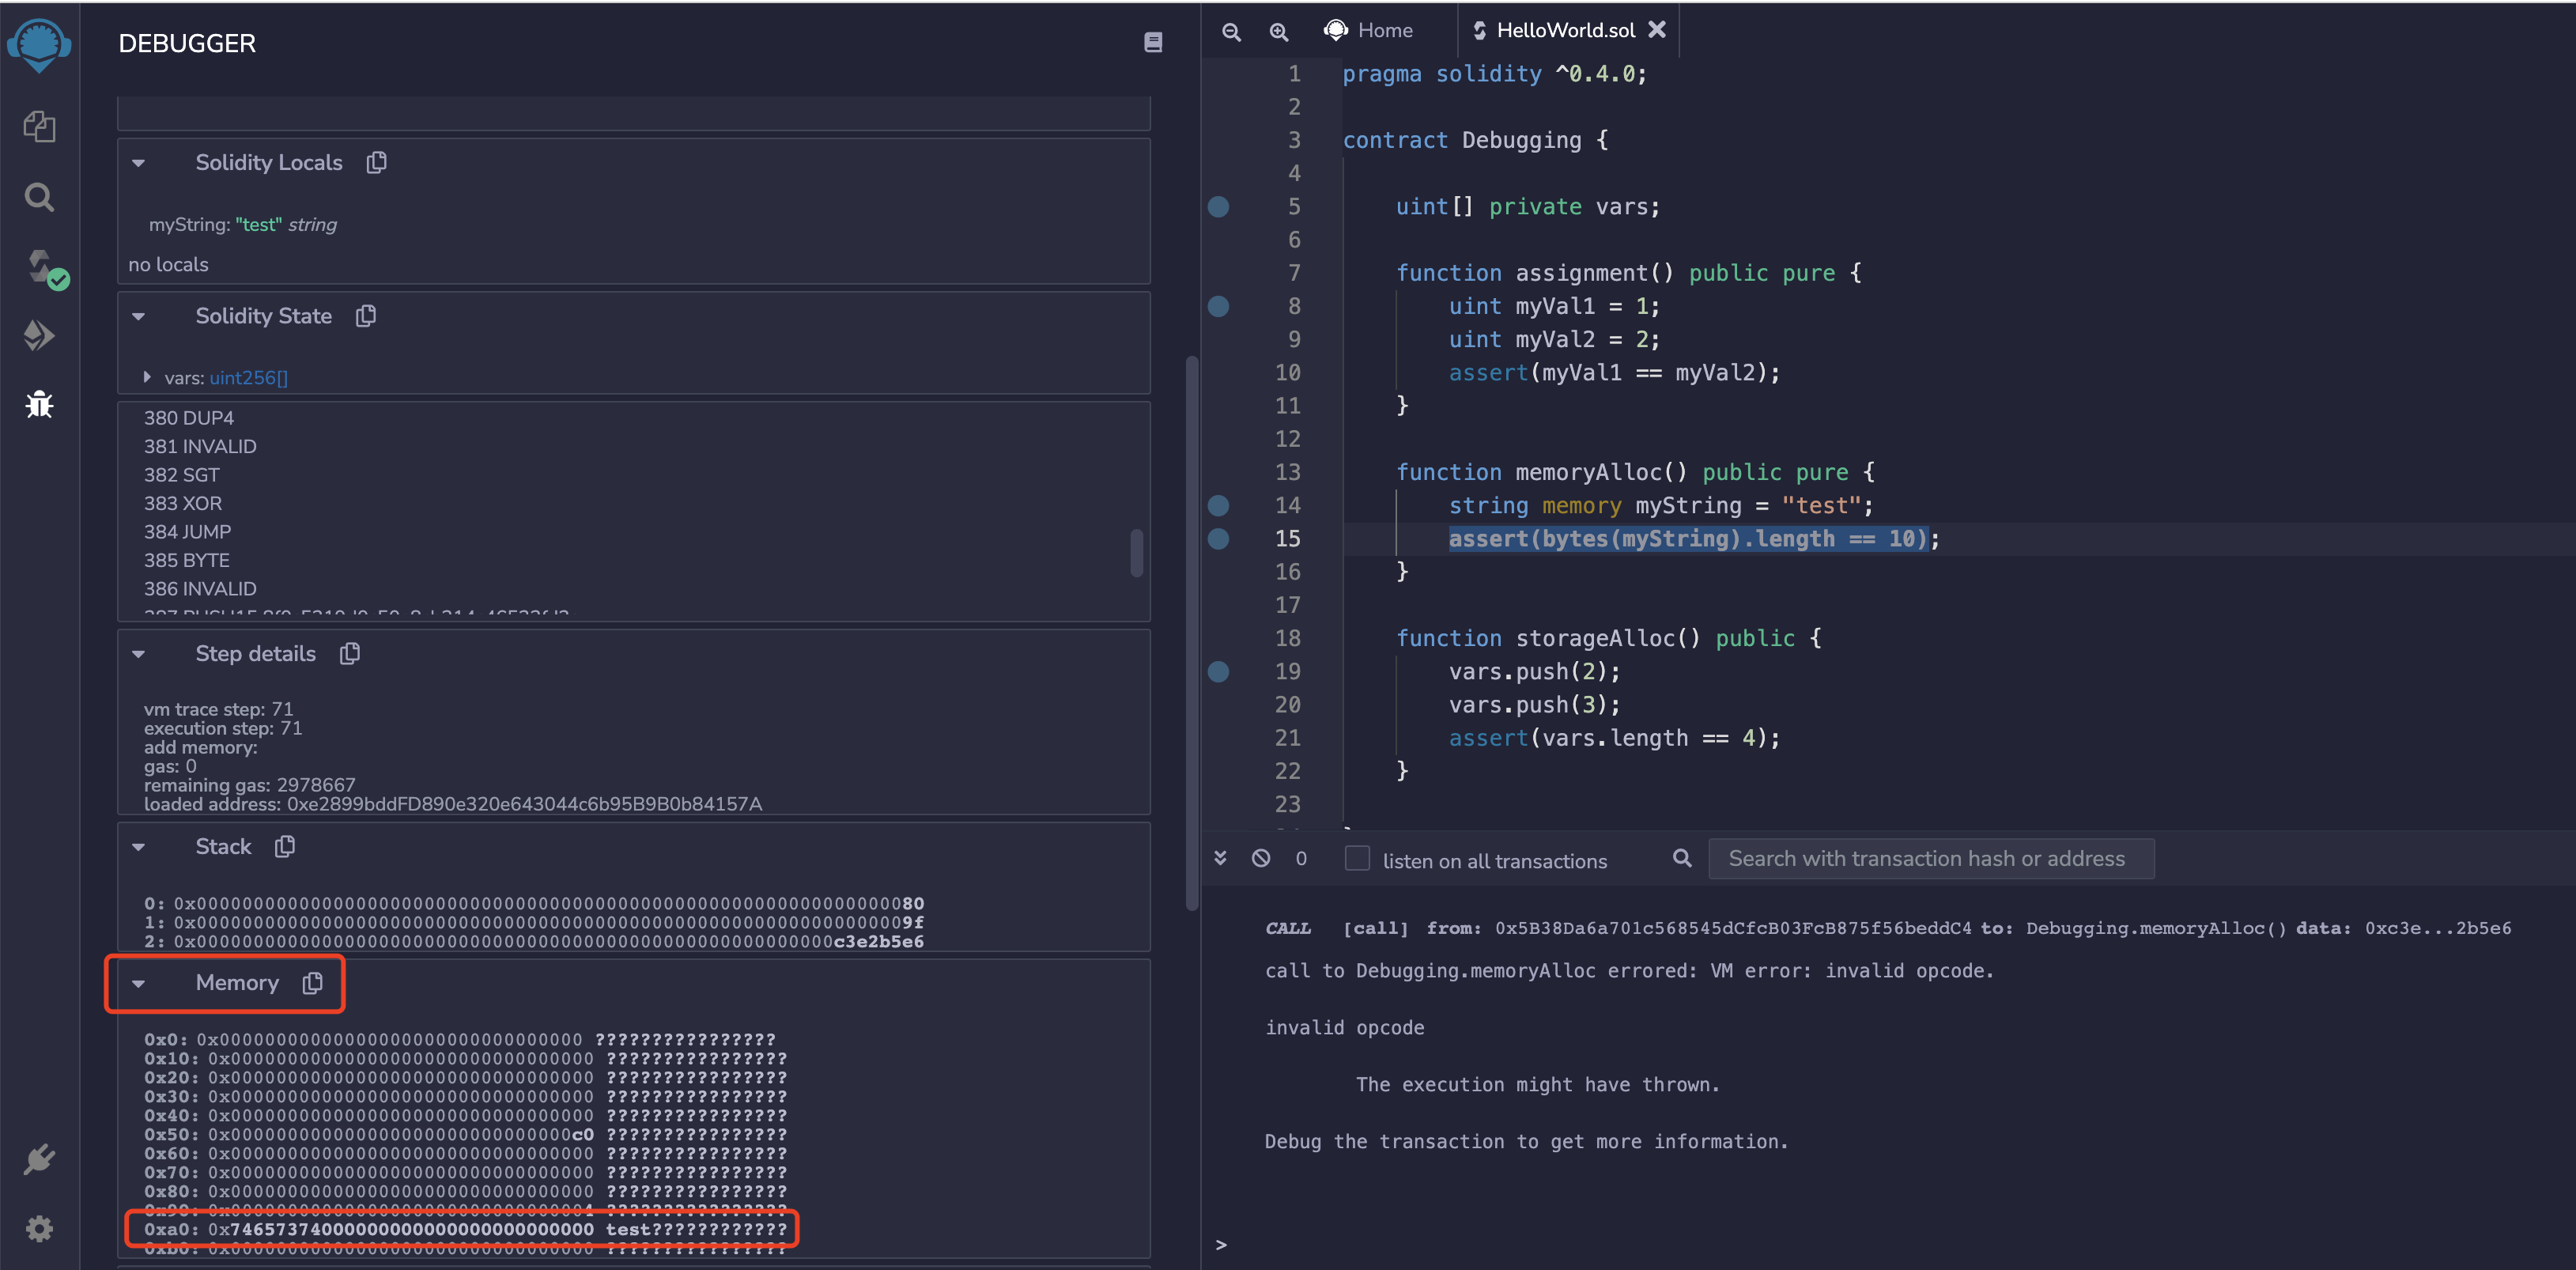 DEBUGGER
Solidity Locals
myString: "test" string
no locals
Solidity State
vars: uint256[]
380 DUP4
381 INVALID
382 SGT
383 XOR
384 JUMP
385 BYTE
386 INVALID
Step details
vm trace step: 71
execution step: 71
add memory:
gas: 0
remaining gas: 2978667
loaded address: 0xe2899bddFD890e320e643044c6b95B9B0b84157A
Stack
0: 0x0000000000000000000000000000000000000000000000000000000000000080
1: 0x000000000000000000000000000000000000000000000000000000000000009f
2: 0x00000000000000000000000000000000000000000000000000000000c3e2b5e6
Memory
0x0: 0x00000000000000000000000000000000 ????????????????
0x10: 0x00000000000000000000000000000000 ????????????????
0x20: 0x00000000000000000000000000000000 ????????????????
0x30: 0x00000000000000000000000000000000 ????????????????
0x40: 0x00000000000000000000000000000000 ????????????????
0x50: 0x000000000000000000000000000000c0 ????????????????
0x60: 0x00000000000000000000000000000000 ????????????????
0x70: 0x00000000000000000000000000000000 ????????????????
0x80: 0x00000000000000000000000000000000 ????????????????
0x90: 0x00000000000000000000000000000004 ????????????????
0xa0: 0x74657374000000000000000000000000 test????????????
0xb0: 0x00000000000000000000000000000000 ????????????????
Home
HelloWorld.sol
1 pragma solidity ^0.4.0;
2
3 contract Debugging {
4
5 uint[] private vars;
6
7 function assignment() public pure {
8 uint myVal1 = 1;
9 uint myVal2 = 2;
10 assert(myVal1 == myVal2);
11 }
12
13 function memoryAlloc() public pure {
14 string memory myString = "test";
15 assert(bytes(myString).length == 10);
16 }
17
18 function storageAlloc() public {
19 vars.push(2);
20 vars.push(3);
21 assert(vars.length == 4);
22 }
23
0 listen on all transactions Search with transaction hash or address
CALL [call] from: 0x5B38Da6a701c568545dCfcB03FcB875f56beddC4 to: Debugging.memoryAlloc() data: 0xc3e...2b5e6
call to Debugging.memoryAlloc errored: VM error: invalid opcode.
invalid opcode
The execution might have thrown.
Debug the transaction to get more information.
>